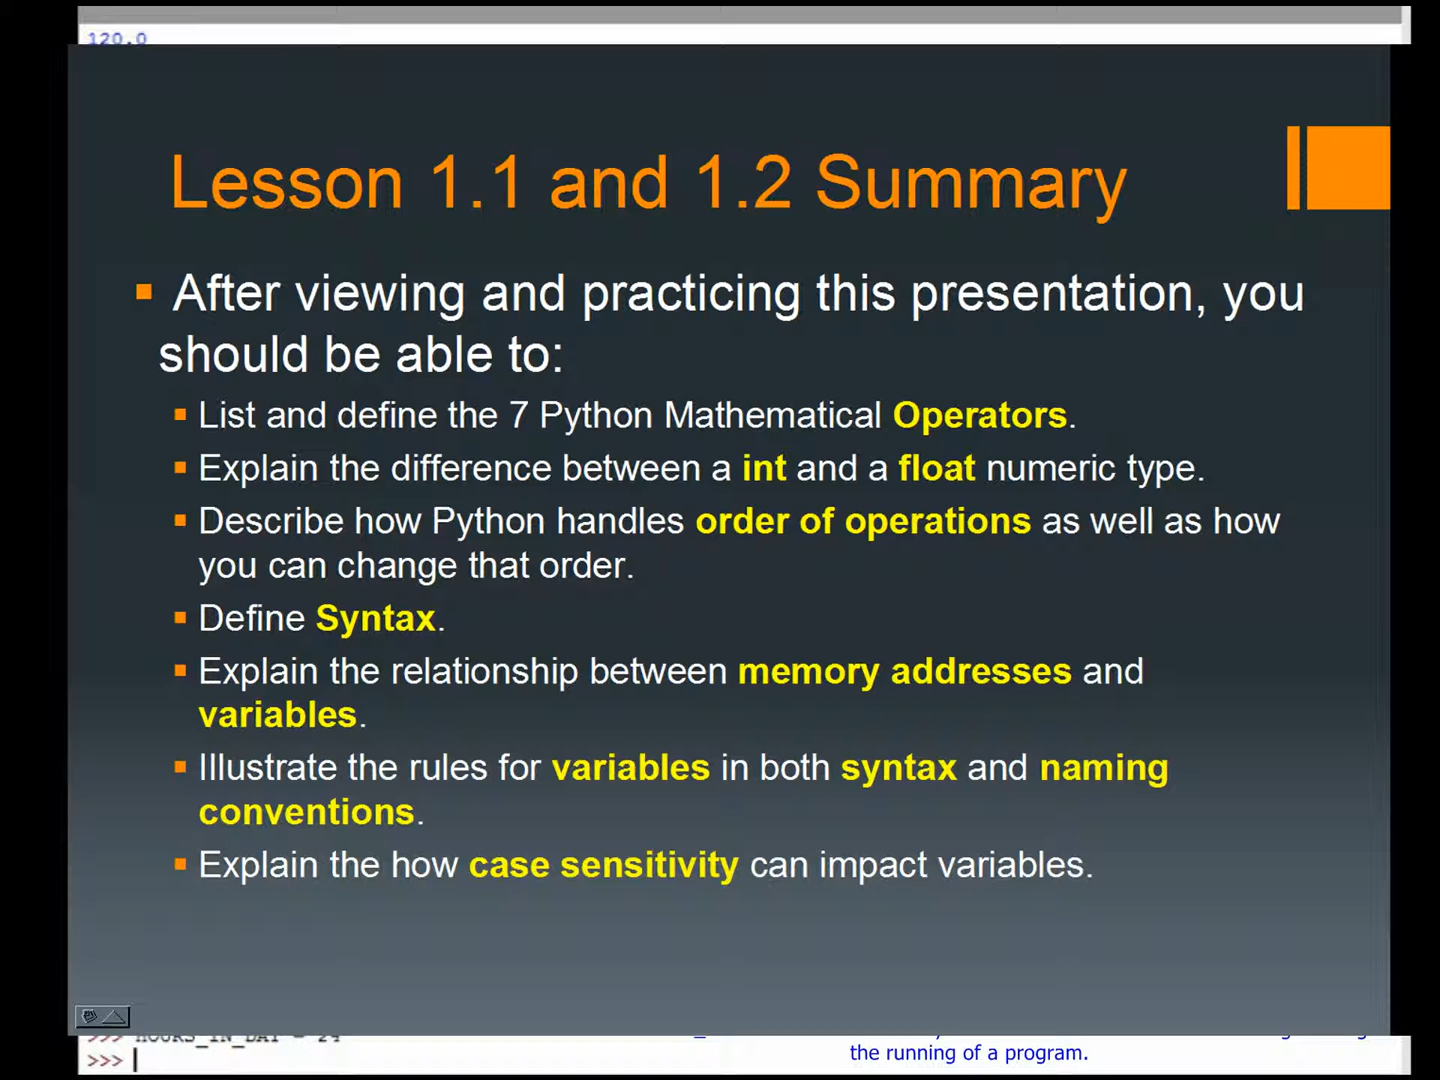 120.0
Lesson 1.1 and 1.2 Summary
After viewing and practicing this presentation, you
should be able to:
List and define the 7 Python Mathematical Operators.
Explain the difference between a int and a float numeric type.
Describe how Python handles order of operations as well as how
you can change that order.
Define Syntax.
Explain the relationship between memory addresses and
variables.
Illustrate the rules for variables in both syntax and naming
conventions.
Explain the how case sensitivity can impact variables.
>>> HOURS_IN_DAY = 24
>>>
the running of a program.